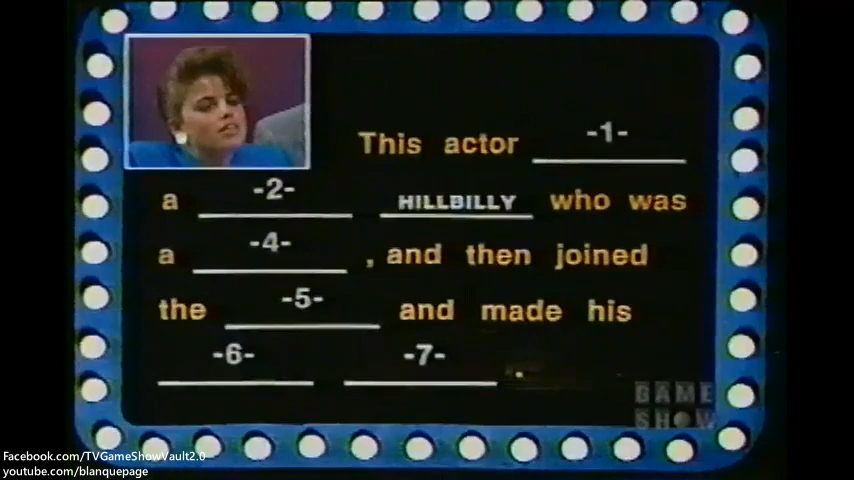 This actor -1-
a -2- HILLBILLY who was
a -4- , and then joined
the -5- and made his
-6- -7-
GAME
SHOW
Facebook.com/TVGameShowVault2.0
youtube.com/blanquepage